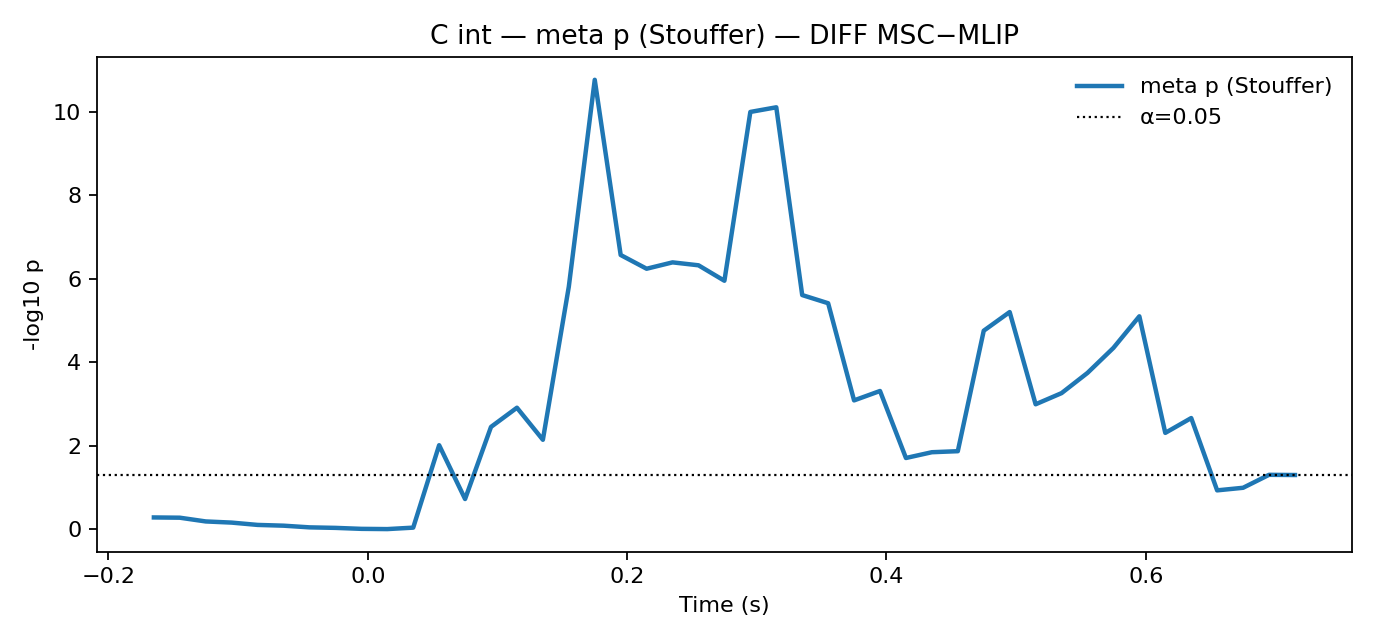 C int — meta p (Stouffer) — DIFF MSC−MLIP
meta p (Stouffer)
α=0.05
10
8
6
4
2
0
-log10 p
−0.2
0.0
0.2
0.4
0.6
Time (s)